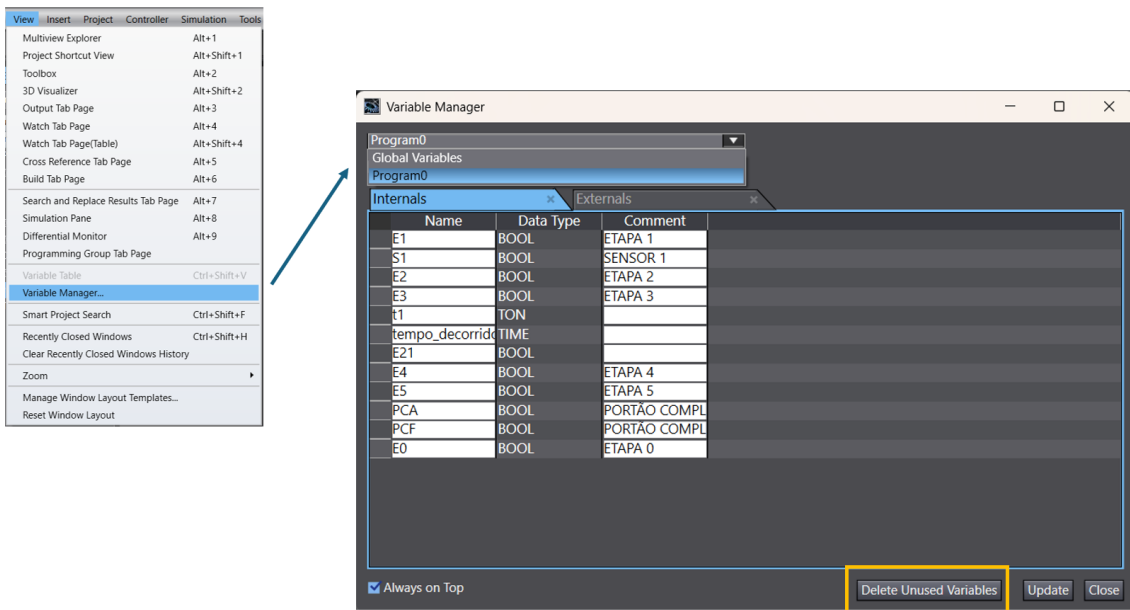 View Insert Project Controller Simulation Tools
Multiview Explorer Alt+1
Project Shortcut View Alt+Shift+1
Toolbox Alt+2
3D Visualizer Alt+Shift+2
Output Tab Page Alt+3
Watch Tab Page Alt+4
Watch Tab Page(Table) Alt+Shift+4
Cross Reference Tab Page Alt+5
Build Tab Page Alt+6
Search and Replace Results Tab Page Alt+7
Simulation Pane Alt+8
Differential Monitor Alt+9
Programming Group Tab Page
Variable Table Ctrl+Shift+V
Variable Manager...
Smart Project Search Ctrl+Shift+F
Recently Closed Windows Ctrl+Shift+H
Clear Recently Closed Windows History
Zoom
Manage Window Layout Templates...
Reset Window Layout
Variable Manager
Program0
Global Variables
Program0
Internals Externals
Name Data Type Comment
E1 BOOL ETAPA 1
S1 BOOL SENSOR 1
E2 BOOL ETAPA 2
E3 BOOL ETAPA 3
t1 TON
tempo_decorrido TIME
E21 BOOL
E4 BOOL ETAPA 4
E5 BOOL ETAPA 5
PCA BOOL PORTÃO COMPL
PCF BOOL PORTÃO COMPL
E0 BOOL ETAPA 0
Always on Top
Delete Unused Variables Update Close